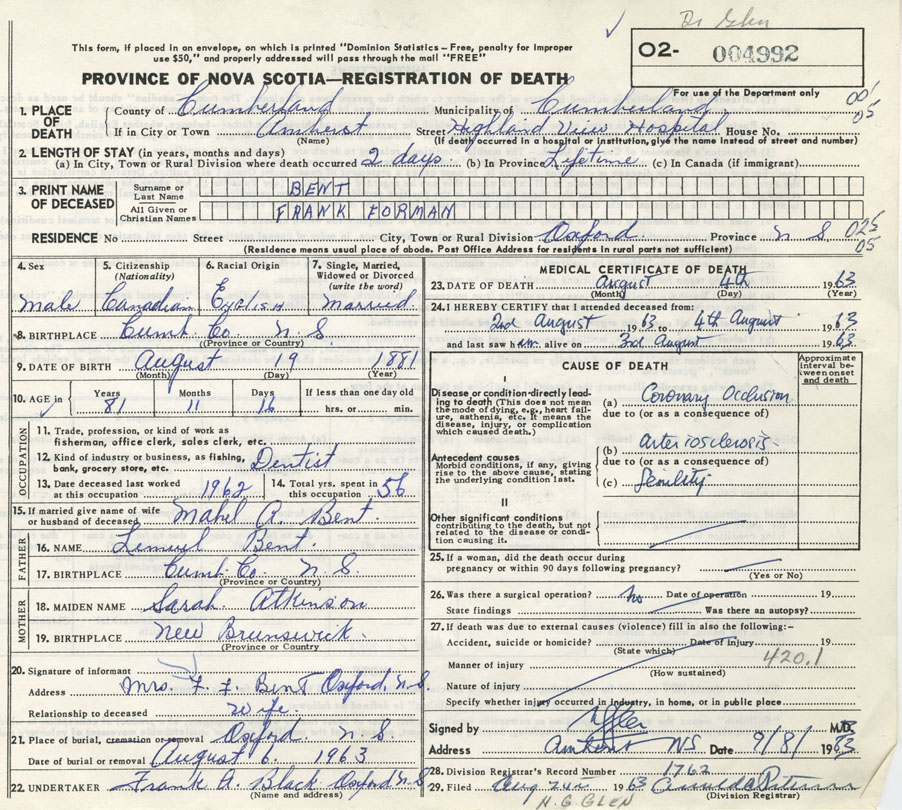 Dr Glen
This form, if placed in an envelope, on which is printed "Dominion Statistics – Free, penalty for improper
use $50," and properly addressed will pass through the mail "FREE"
O2- 004992
For use of the Department only
PROVINCE OF NOVA SCOTIA—REGISTRATION OF DEATH
1. PLACE OF DEATH County of Cumberland Municipality of Cumberland 001 05
If in City or Town Amherst Street Highland View Hospital House No.
(Name) (If death occurred in a hospital or institution, give the name instead of street and number)
2. LENGTH OF STAY (in years, months and days)
(a) In City, Town or Rural Division where death occurred 2 days (b) In Province Lifetime (c) In Canada (if immigrant)
3. PRINT NAME OF DECEASED Surname or Last Name BENT
All Given or Christian Names FRANK FORMAN
RESIDENCE No Street City, Town or Rural Division Oxford Province N S 025 05
(Residence means usual place of abode. Post Office Address for Residents in rural parts not sufficient)
4. Sex male
5. Citizenship (Nationality) Canadian
6. Racial Origin English
7. Single, Married, Widowed or Divorced (write the word) Married
8. BIRTHPLACE Cumb Co. N. S.
(Province or Country)
9. DATE OF BIRTH August 19 1881
(Month) (Day) (Year)
10. AGE in Years 81 Months 11 Days 16 If less than one day old hrs. or min.
OCCUPATION
11. Trade, profession or kind of work as
fisherman, office clerk, sales clerk, etc.
12. Kind of industry or business, as fishing,
bank, grocery store, etc. Dentist
13. Date deceased last worked at this occupation 1962 14. Total yrs. spent in this occupation 56
15. If married give name of wife
or husband of deceased Mabel A. Bent.
FATHER
16. NAME Lemuel Bent.
17. BIRTHPLACE Cumb. Co. N. S.
(Province or Country)
MOTHER
18. MAIDEN NAME Sarah Atkinson
19. BIRTHPLACE New Brunswick.
(Province or Country
20. Signature of informant
Address Mrs. F. F. Bent Oxford, N.S.
Relationship to deceased wife.
21. Place of burial, cremation or removal Oxford N. S.
Date of burial or removal August 6. 1963
22. UNDERTAKER Frank A. Black Oxford N S
(Name and address)
MEDICAL CERTIFICATE OF DEATH
23. DATE OF DEATH August 4th 1963
(Month) (Day) (Year)
24. I HEREBY CERTIFY that I attended deceased from:
2nd August 1963 to 4th August 1963
and last saw him alive on 3rd August 1963
CAUSE OF DEATH
Approximate interval between onset and death
I
Disease or condition directly leading
to death (This does not mean
the mode of dying, e.g., heart failure,
asthenia, etc. It means the
disease, injury, or complication
which caused death.)
(a) Coronary Occlusion
due to (or as a consequence of)
Antecedent causes
Morbid conditions, if any, giving
rise to the above cause, stating
the underlying condition last.
(b) arteriosclerosis
due to (or as a consequence of)
(c) Senility
II
Other significant conditions
contributing to the death, but not
related to the disease or condition
causing it.
25. If a woman, did the death occur during
pregnancy or within 90 days following pregnancy?
(Yes or No)
26. Was there a surgical operation? No Date of operation 19
State findings Was there an autopsy?
27. If death was due to external causes (violence) fill in also the following:–
Accident, suicide or homicide? Date of injury 19
(State which)
Manner of injury 420.1
(How sustained)
Nature of injury
Specify whether injury occurred in industry, in home, or in public place
Signed by M.D.
Address Amherst NS Date 9/8/ 1963
28. Division Registrar's Record Number 1762
29. Filed Aug 1963
(Division Registrar)
H. G GLEN